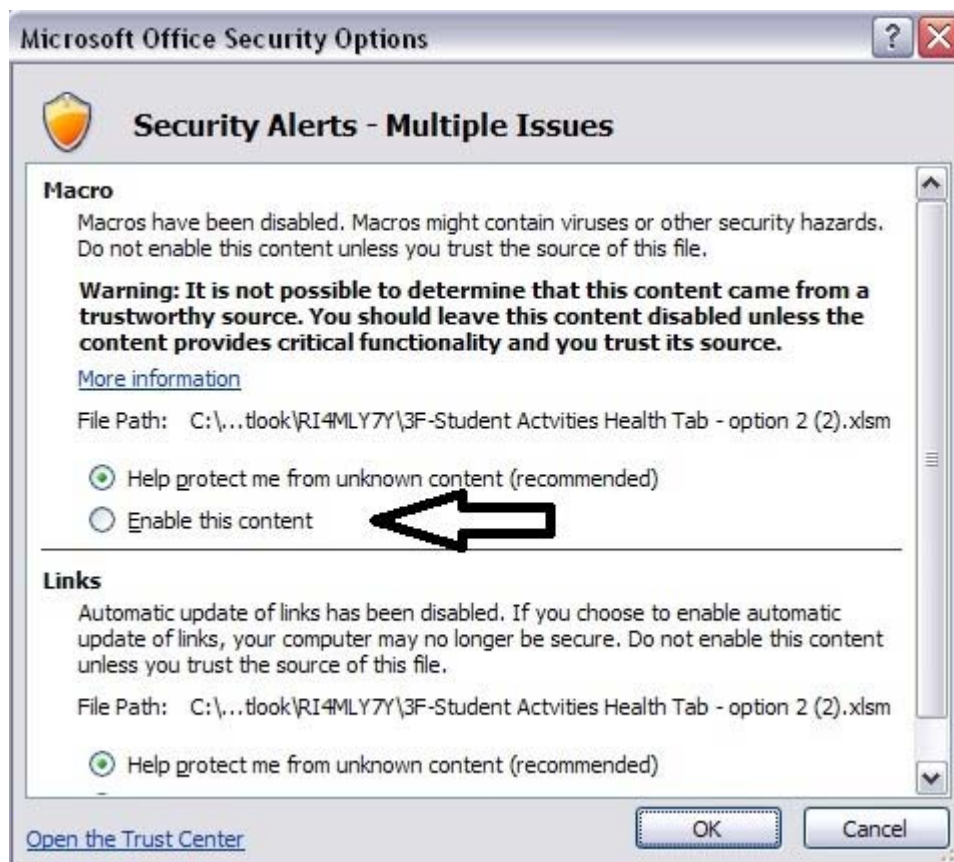 Microsoft Office Security Options
Security Alerts - Multiple Issues
Macro
Macros have been disabled. Macros might contain viruses or other security hazards.
Do not enable this content unless you trust the source of this file.
Warning: It is not possible to determine that this content came from a
trustworthy source. You should leave this content disabled unless the
content provides critical functionality and you trust its source.
More information
File Path: C:\...tlook\RI4MLY7Y\3F-Student Actvities Health Tab - option 2 (2).xlsm
Help protect me from unknown content (recommended)
Enable this content
Links
Automatic update of links has been disabled. If you choose to enable automatic
update of links, your computer may no longer be secure. Do not enable this content
unless you trust the source of this file.
File Path: C:\...tlook\RI4MLY7Y\3F-Student Actvities Health Tab - option 2 (2).xlsm
Help protect me from unknown content (recommended)
Open the Trust Center
OK
Cancel